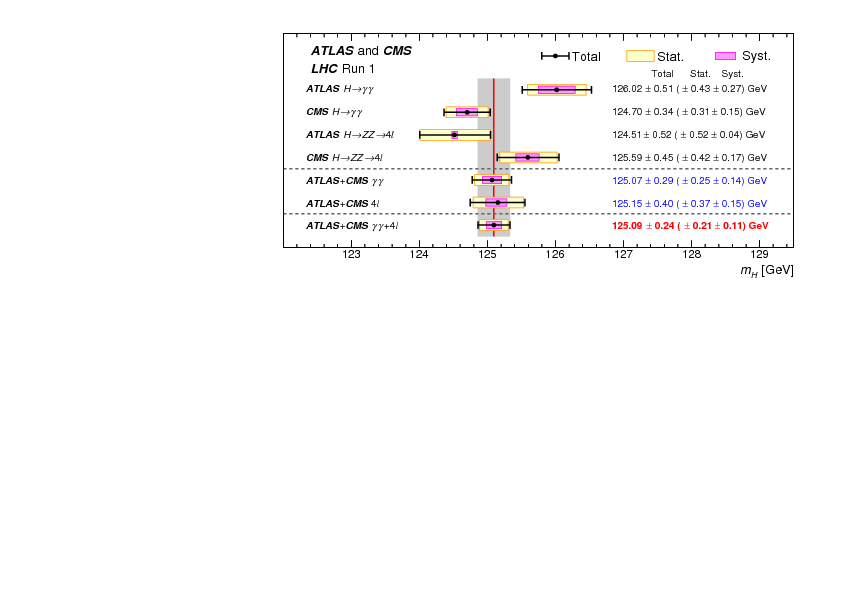 ATLAS and CMS
LHC Run 1
Total Stat. Syst.
Total Stat. Syst.
ATLAS H→γγ 126.02 ± 0.51 ( ± 0.43 ± 0.27) GeV
CMS H→γγ 124.70 ± 0.34 ( ± 0.31 ± 0.15) GeV
ATLAS H→ZZ→4l 124.51 ± 0.52 ( ± 0.52 ± 0.04) GeV
CMS H→ZZ→4l 125.59 ± 0.45 ( ± 0.42 ± 0.17) GeV
ATLAS+CMS γγ 125.07 ± 0.29 ( ± 0.25 ± 0.14) GeV
ATLAS+CMS 4l 125.15 ± 0.40 ( ± 0.37 ± 0.15) GeV
ATLAS+CMS γγ+4l 125.09 ± 0.24 ( ± 0.21 ± 0.11) GeV
123 124 125 126 127 128 129
m_H [GeV]